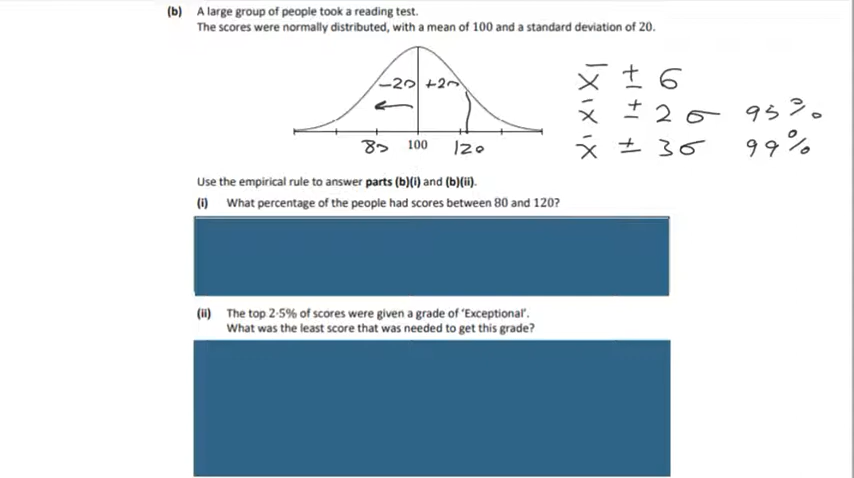 (b) A large group of people took a reading test.
The scores were normally distributed, with a mean of 100 and a standard deviation of 20.
-20 +20
80 100 120
x̄ ± σ
x̄ ± 2σ 95%
x̄ ± 3σ 99%
Use the empirical rule to answer parts (b)(i) and (b)(ii).
(i) What percentage of the people had scores between 80 and 120?
(ii) The top 2·5% of scores were given a grade of 'Exceptional'.
What was the least score that was needed to get this grade?